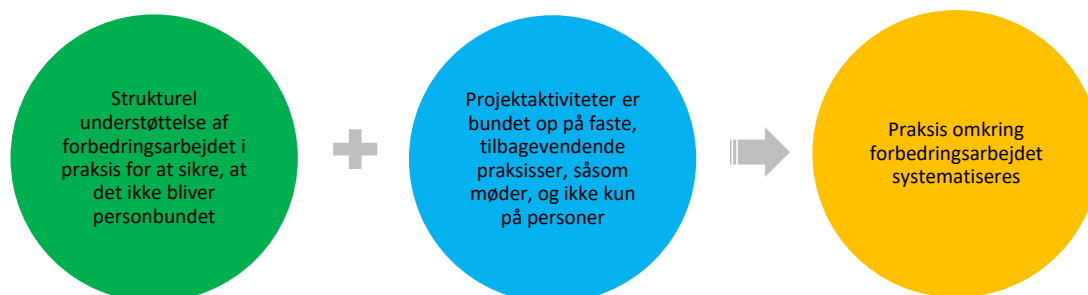 Strukturel
understøttelse af
forbedringsarbejdet i
praksis for at sikre, at
det ikke bliver
personbundet
Projektaktiviteter er
bundet op på faste,
tilbagevendende
praksisser, såsom
møder, og ikke kun
på personer
Praksis omkring
forbedringsarbejdet
systematiseres